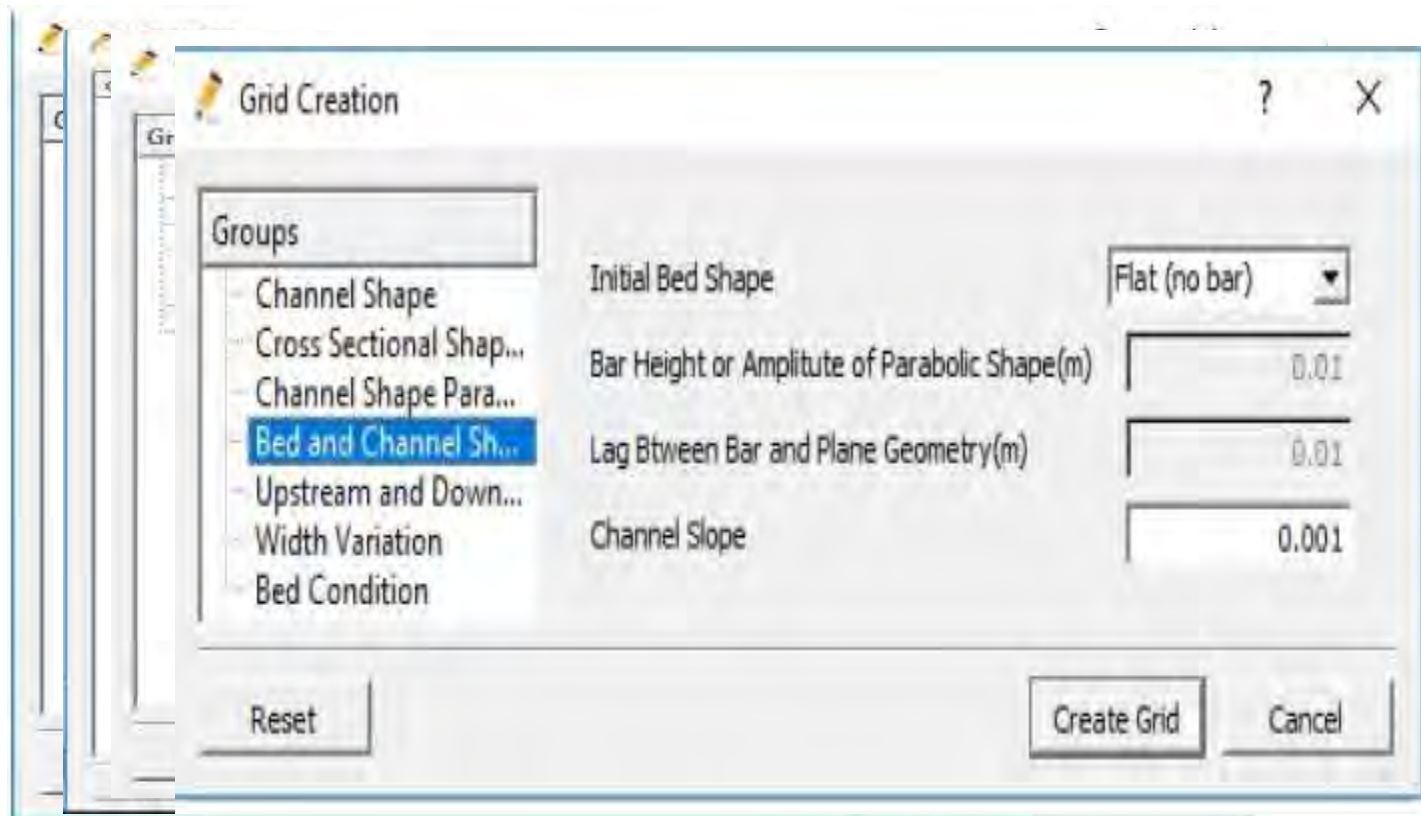 Grid Creation
? X
Gr
Groups
Channel Shape
Cross Sectional Shap...
Channel Shape Para...
Bed and Channel Sh...
Upstream and Down...
Width Variation
Bed Condition
Initial Bed Shape
Flat (no bar)
Bar Height or Amplitute of Parabolic Shape(m)
0.01
Lag Btween Bar and Plane Geometry(m)
0.01
Channel Slope
0.001
Reset
Create Grid
Cancel